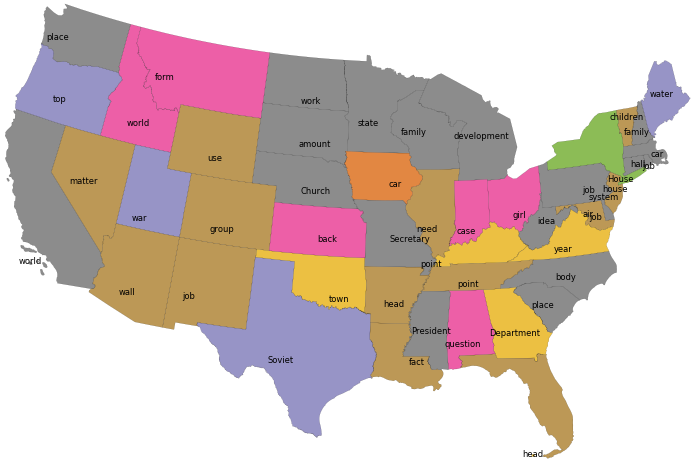 place
form
top
world
work
amount
state
family
development
water
children
family
car
hall
job
use
Church
car
matter
war
group
back
need
Secretary
case
girl
idea
job
House
house
system
air
job
year
world
wall
job
town
point
point
body
head
place
President
question
Department
fact
Soviet
head